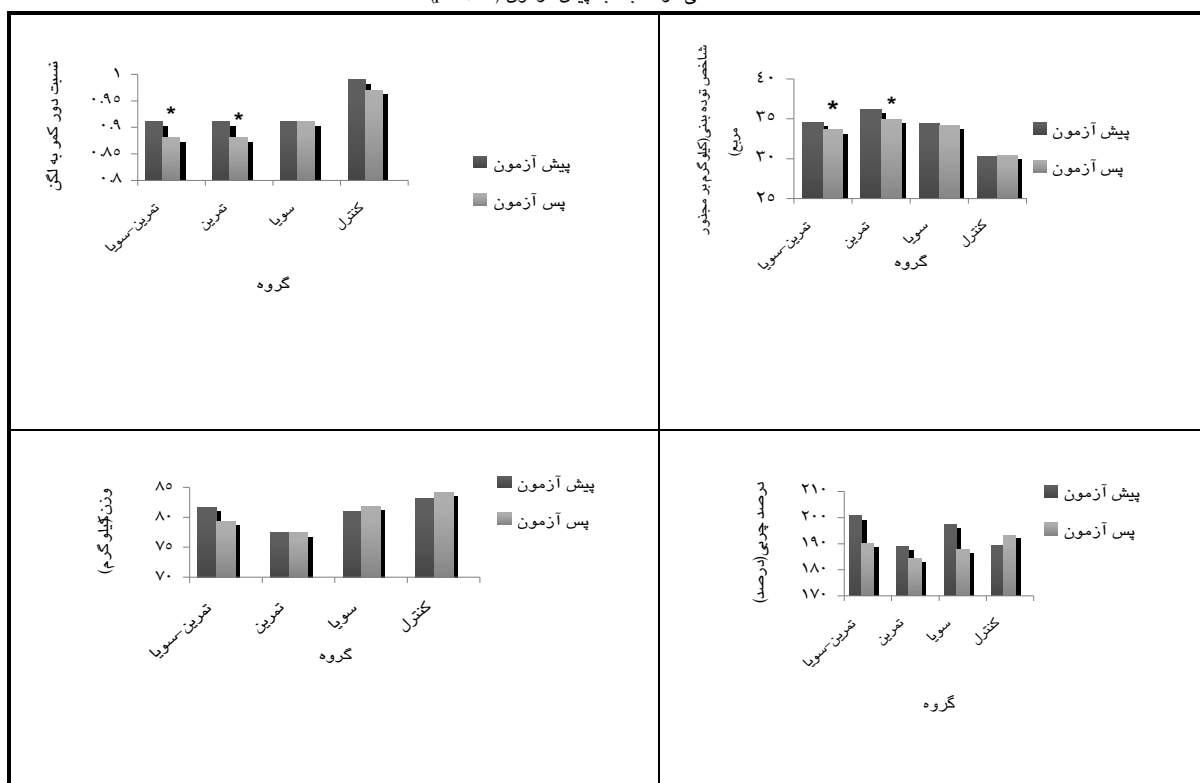 نسبت دور کمر به لگن
۱
۰.۹۵
۰.۹
۰.۸۵
۰.۸
*
*
تمرین-سویا
تمرین
سویا
کنترل
گروه
پیش آزمون
پس آزمون
شاخص توده بدنی(کیلوگرم بر مجذور
مربع)
۴۰
۳۵
۳۰
۲۵
*
*
تمرین-سویا
تمرین
سویا
کنترل
گروه
پیش آزمون
پس آزمون
وزن(کیلوگرم)
۸۵
۸۰
۷۵
۷۰
تمرین-سویا
تمرین
سویا
کنترل
گروه
پیش آزمون
پس آزمون
درصد چربی(درصد)
۲۱۰
۲۰۰
۱۹۰
۱۸۰
۱۷۰
تمرین-سویا
تمرین
سویا
کنترل
گروه
پیش آزمون
پس آزمون